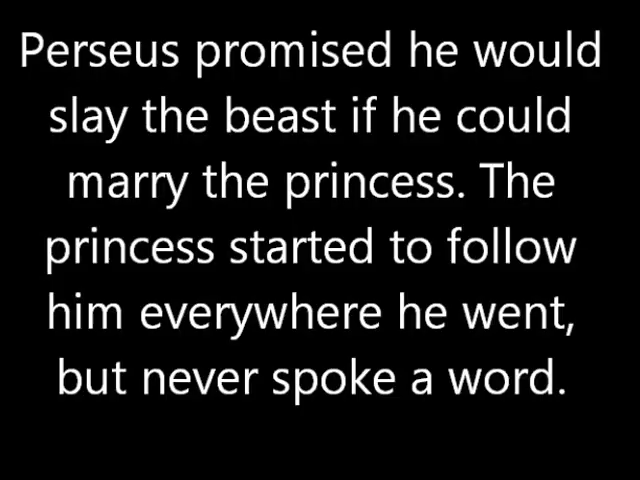 Perseus promised he would
slay the beast if he could
marry the princess. The
princess started to follow
him everywhere he went,
but never spoke a word.